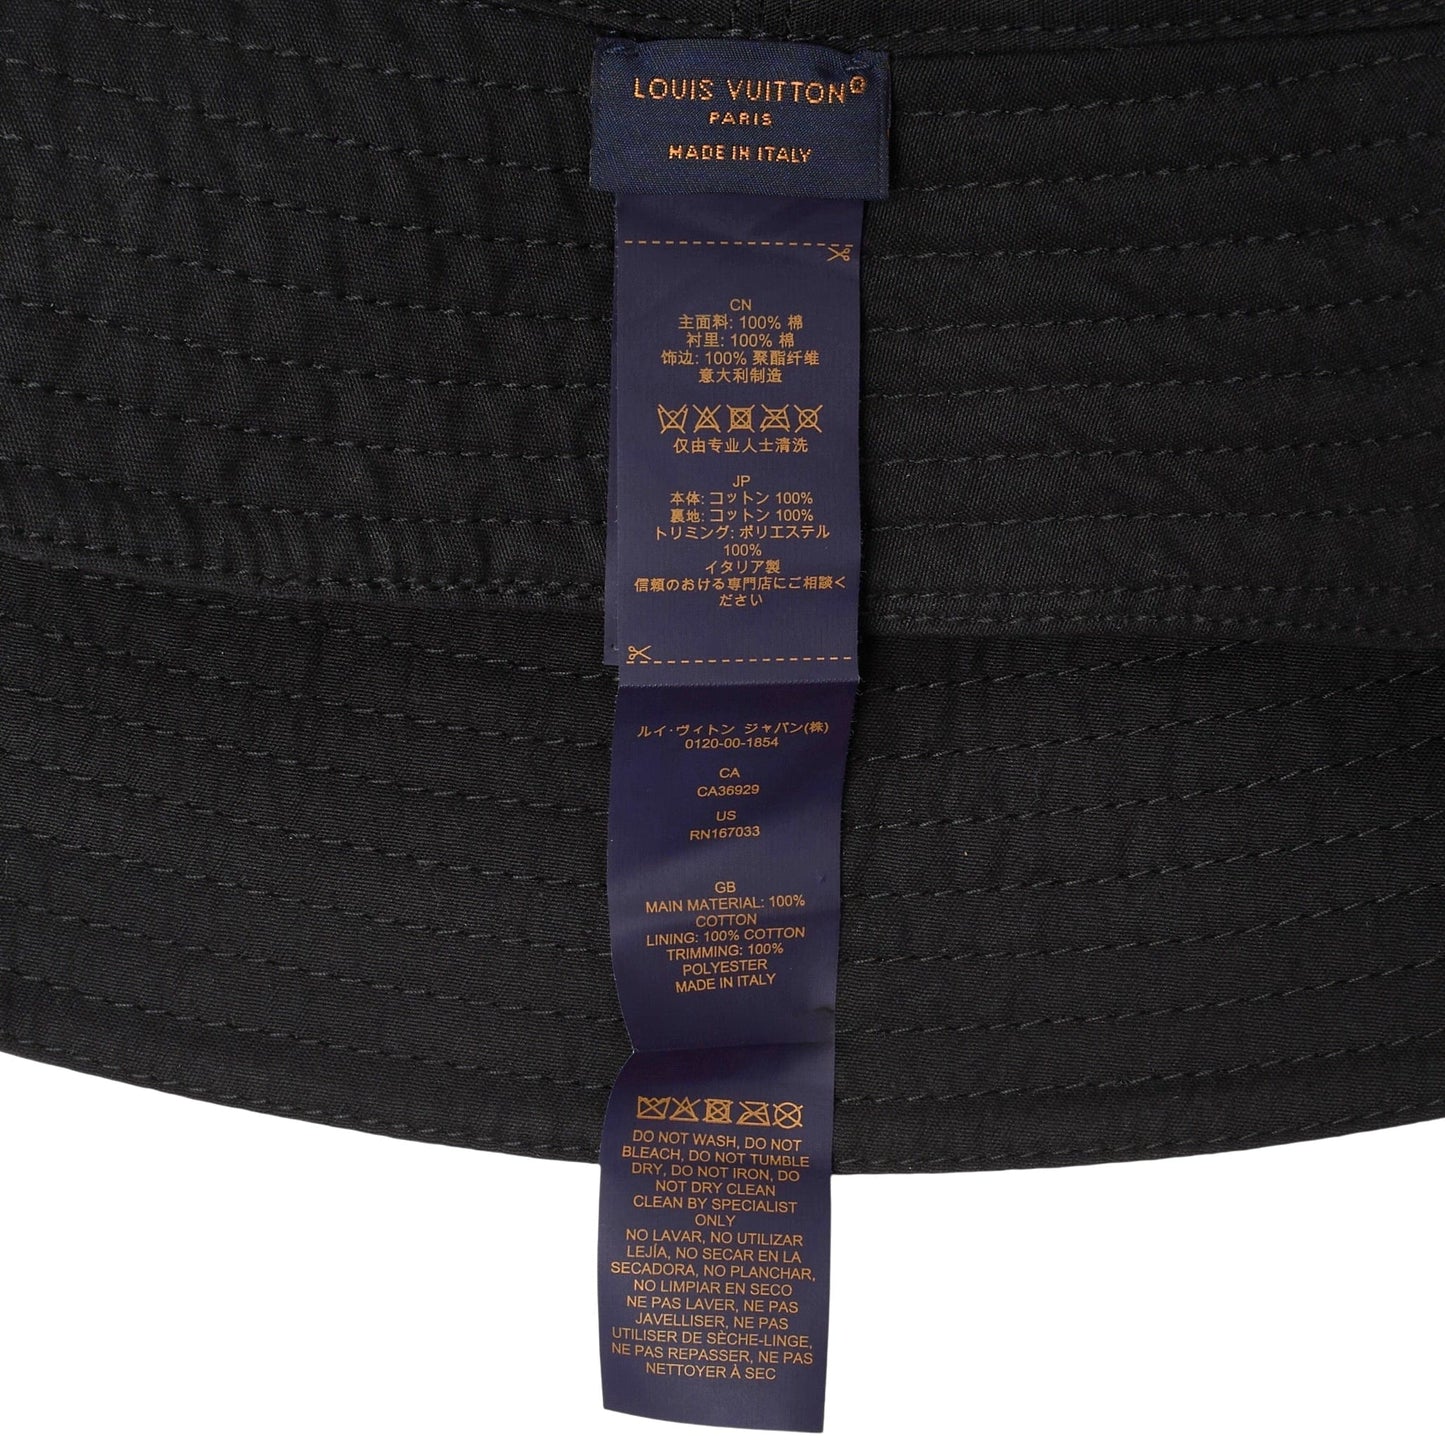 LOUIS VUITTON®
PARIS
MADE IN ITALY
CN
主面料: 100% 棉
衬里: 100% 棉
饰边: 100% 聚酯纤维
意大利制造
仅由专业人士清洗
JP
本体: コットン 100%
裏地: コットン 100%
トリミング: ポリエステル
100%
イタリア製
信頼のおける専門店にご相談く
ださい
ルイ・ヴィトン ジャパン(株)
0120-00-1854
CA
CA36929
US
RN167033
GB
MAIN MATERIAL: 100%
COTTON
LINING: 100% COTTON
TRIMMING: 100%
POLYESTER
MADE IN ITALY
DO NOT WASH, DO NOT
BLEACH, DO NOT TUMBLE
DRY, DO NOT IRON, DO
NOT DRY CLEAN
CLEAN BY SPECIALIST
ONLY
NO LAVAR, NO UTILIZAR
LEJÍA, NO SECAR EN LA
SECADORA, NO PLANCHAR,
NO LIMPIAR EN SECO
NE PAS LAVER, NE PAS
JAVELLISER, NE PAS
UTILISER DE SÈCHE-LINGE,
NE PAS REPASSER, NE PAS
NETTOYER À SEC